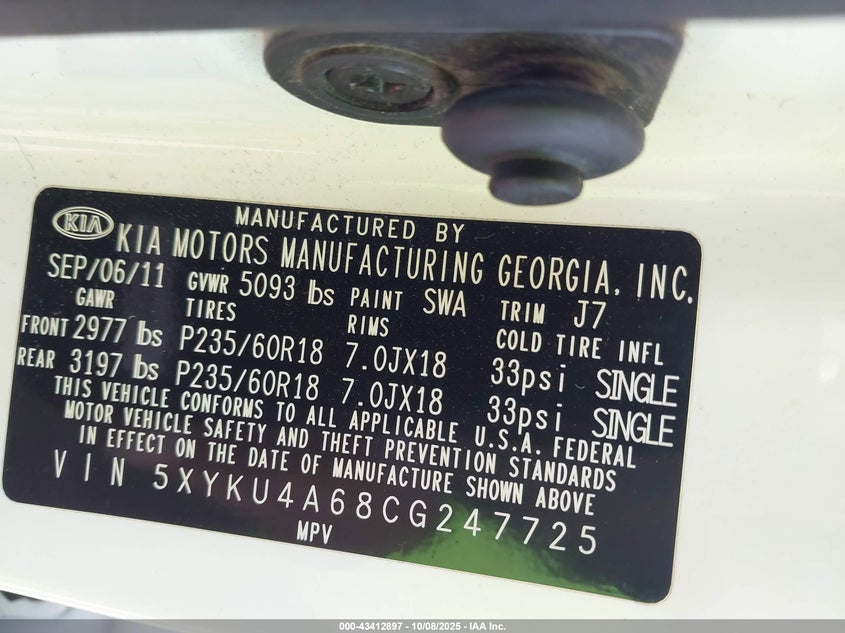 KIA
MANUFACTURED BY
KIA MOTORS MANUFACTURING GEORGIA, INC.
SEP/06/11 GVWR 5093 lbs PAINT SWA TRIM J7
GAWR TIRES RIMS COLD TIRE INFL
FRONT 2977 lbs P235/60R18 7.0JX18 33psi SINGLE
REAR 3197 lbs P235/60R18 7.0JX18 33psi SINGLE
THIS VEHICLE CONFORMS TO ALL APPLICABLE U.S.A. FEDERAL
MOTOR VEHICLE SAFETY AND THEFT PREVENTION STANDARDS
IN EFFECT ON THE DATE OF MANUFACTURE SHOWN ABOVE
VIN 5XYKU4A68CG247725
MPV
000-43412897 - 10/08/2025 - IAA Inc.